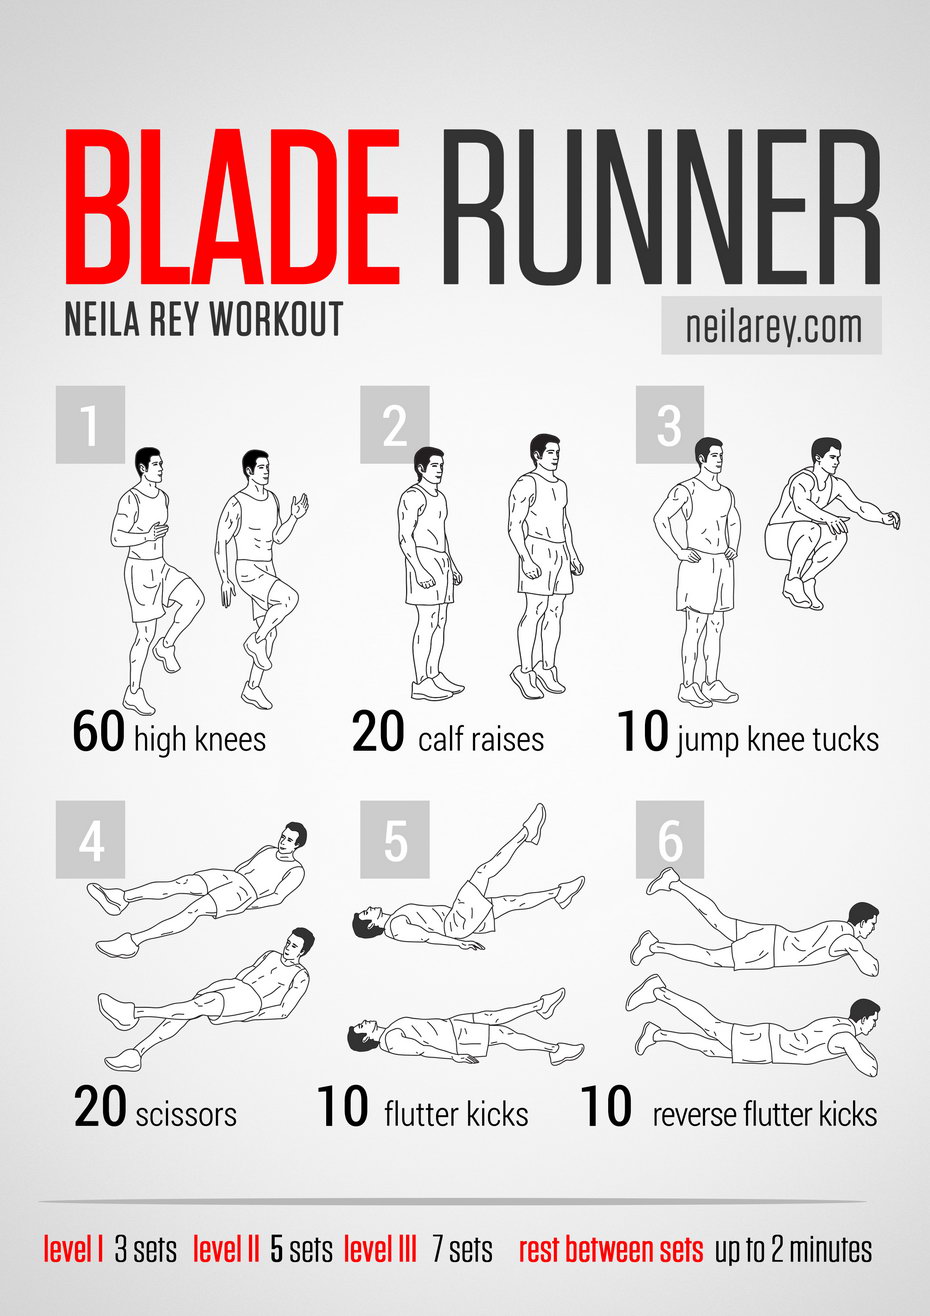 BLADE RUNNER
NEILA REY WORKOUT
neilarey.com
1
2
3
60 high knees
20 calf raises
10 jump knee tucks
4
5
6
20 scissors
10 flutter kicks
10 reverse flutter kicks
level I 3 sets level II 5 sets level III 7 sets rest between sets up to 2 minutes